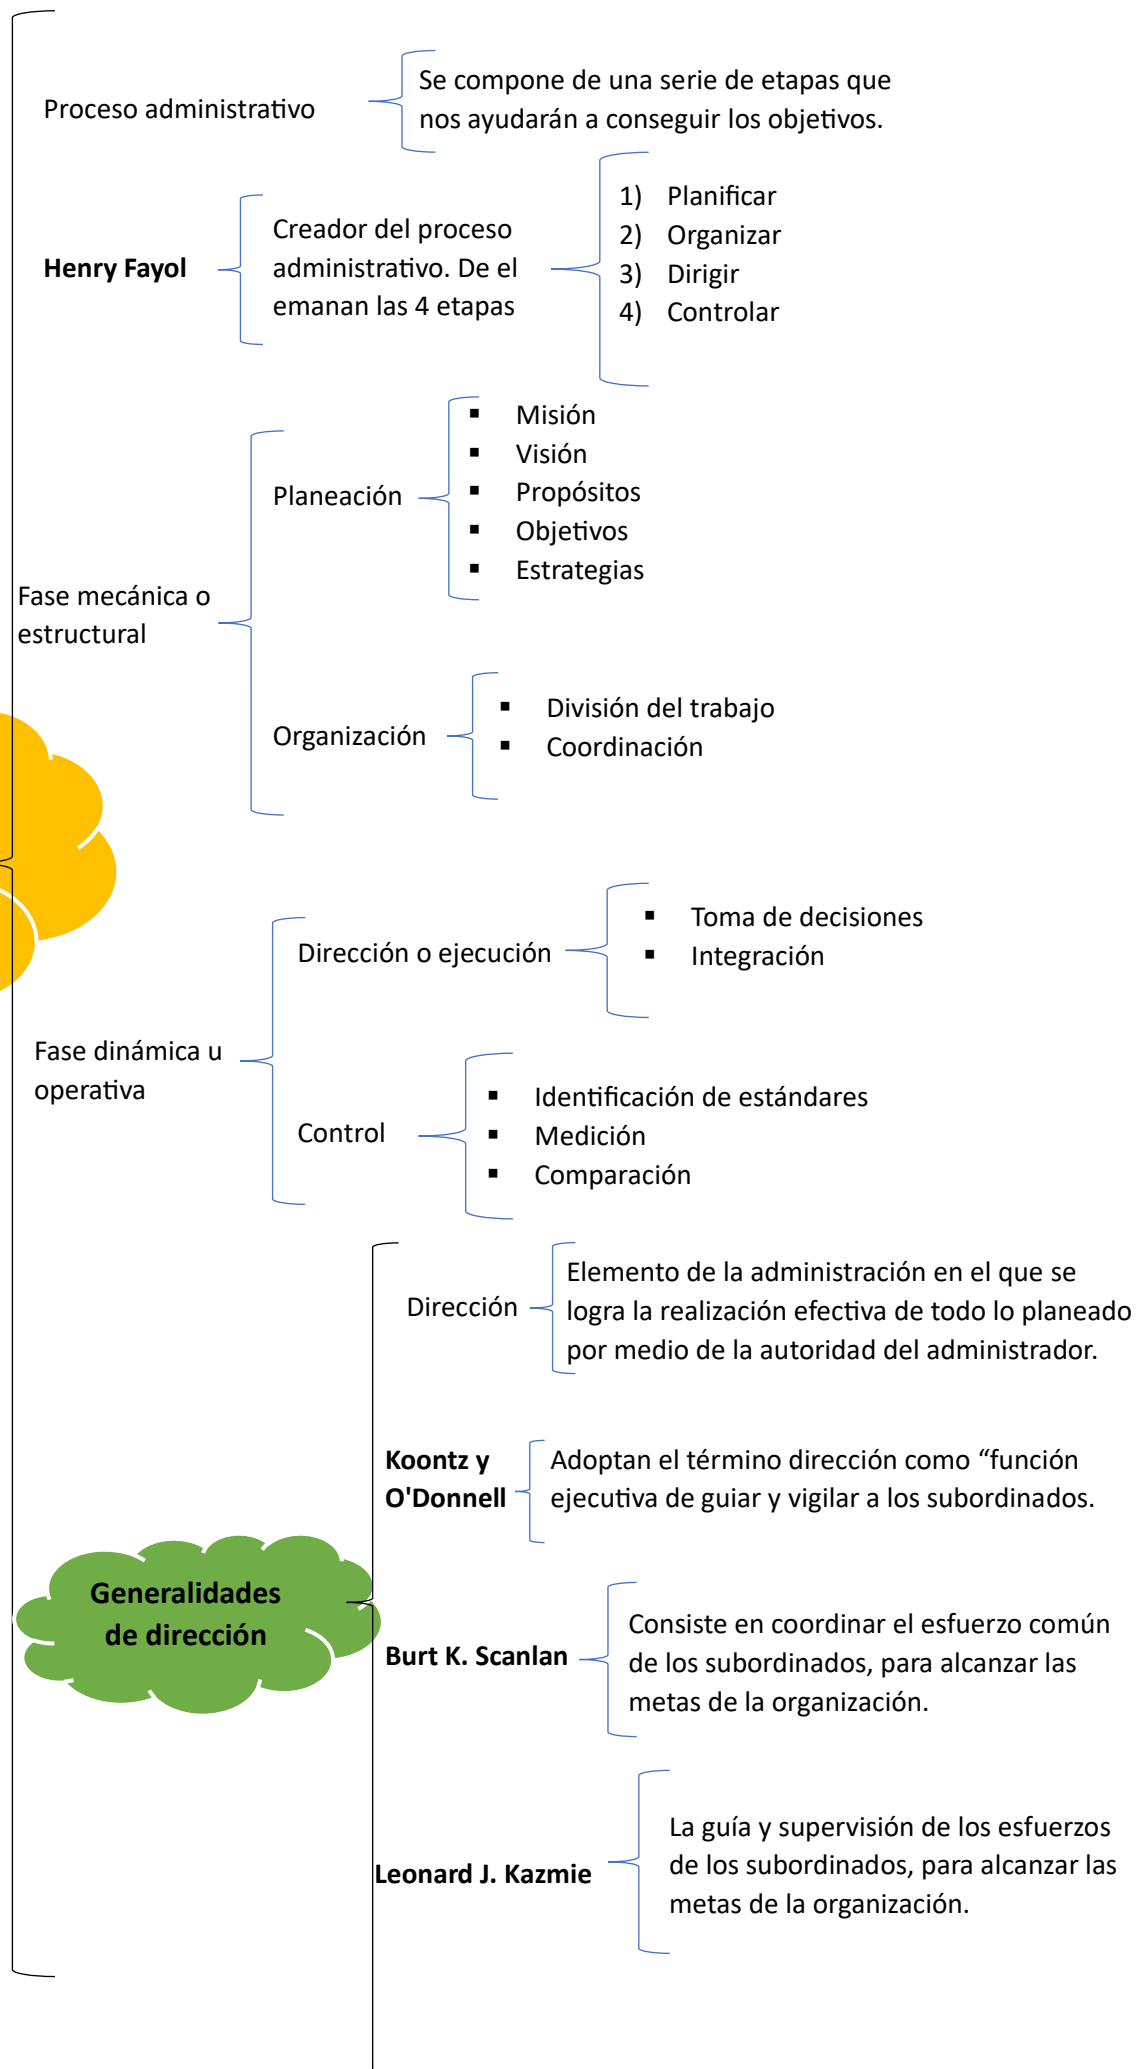 Proceso administrativo
Se compone de una serie de etapas que
nos ayudarán a conseguir los objetivos.
Henry Fayol
Creador del proceso
administrativo. De el
emanan las 4 etapas
1) Planificar
2) Organizar
3) Dirigir
4) Controlar
Fase mecánica o
estructural
Planeación
▪ Misión
▪ Visión
▪ Propósitos
▪ Objetivos
▪ Estrategias
Organización
▪ División del trabajo
▪ Coordinación
Fase dinámica u
operativa
Dirección o ejecución
▪ Toma de decisiones
▪ Integración
Control
▪ Identificación de estándares
▪ Medición
▪ Comparación
Generalidades
de dirección
Dirección
Elemento de la administración en el que se
logra la realización efectiva de todo lo planeado
por medio de la autoridad del administrador.
Koontz y
O'Donnell
Adoptan el término dirección como “función
ejecutiva de guiar y vigilar a los subordinados.
Burt K. Scanlan
Consiste en coordinar el esfuerzo común
de los subordinados, para alcanzar las
metas de la organización.
Leonard J. Kazmie
La guía y supervisión de los esfuerzos
de los subordinados, para alcanzar las
metas de la organización.